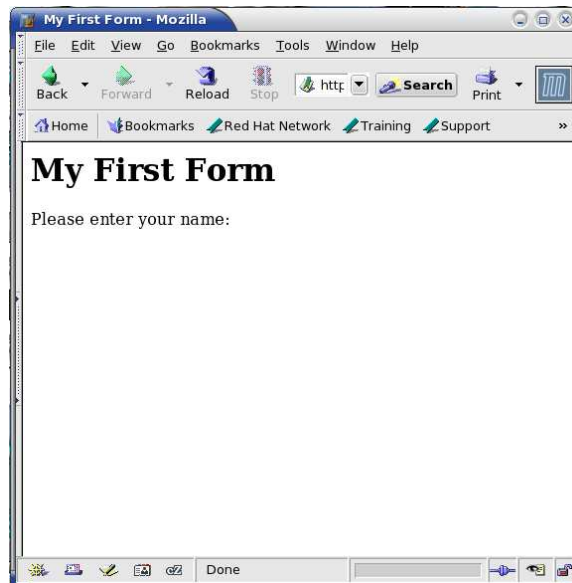 My First Form - Mozilla
File Edit View Go Bookmarks Tools Window Help
Back Forward Reload Stop http Search Print
Home Bookmarks Red Hat Network Training Support »
My First Form
Please enter your name:
Done